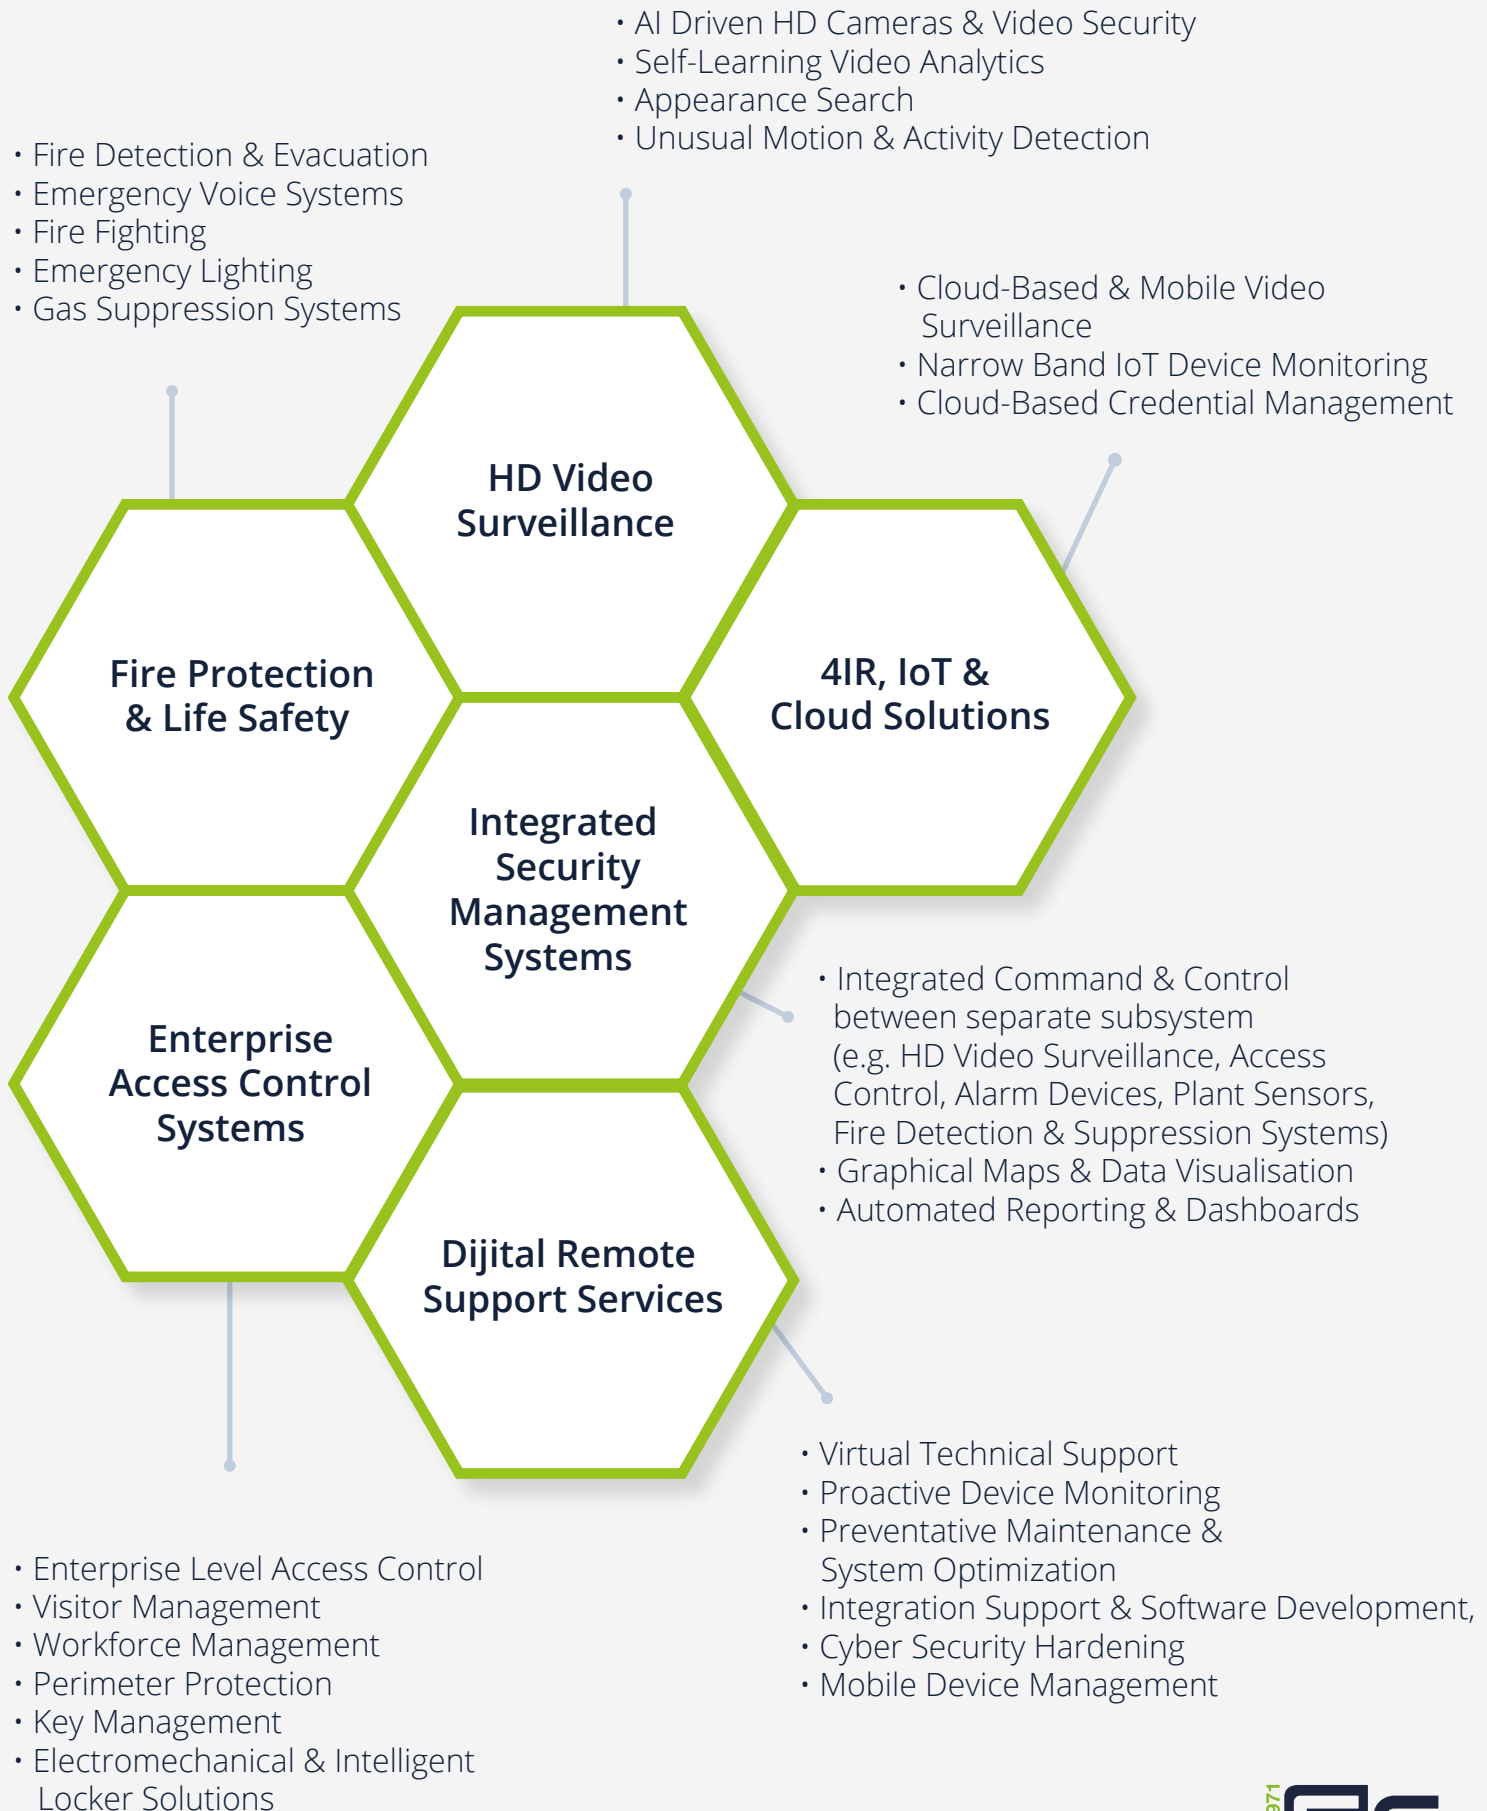 • AI Driven HD Cameras & Video Security
• Self-Learning Video Analytics
• Appearance Search
• Unusual Motion & Activity Detection
• Fire Detection & Evacuation
• Emergency Voice Systems
• Fire Fighting
• Emergency Lighting
• Gas Suppression Systems
• Cloud-Based & Mobile Video
Surveillance
• Narrow Band IoT Device Monitoring
• Cloud-Based Credential Management
HD Video
Surveillance
Fire Protection
& Life Safety
4IR, IoT &
Cloud Solutions
Integrated
Security
Management
Systems
• Integrated Command & Control
between separate subsystem
(e.g. HD Video Surveillance, Access
Control, Alarm Devices, Plant Sensors,
Fire Detection & Suppression Systems)
• Graphical Maps & Data Visualisation
• Automated Reporting & Dashboards
Enterprise
Access Control
Systems
Dijital Remote
Support Services
• Virtual Technical Support
• Proactive Device Monitoring
• Preventative Maintenance &
System Optimization
• Integration Support & Software Development,
• Cyber Security Hardening
• Mobile Device Management
• Enterprise Level Access Control
• Visitor Management
• Workforce Management
• Perimeter Protection
• Key Management
• Electromechanical & Intelligent
Locker Solutions